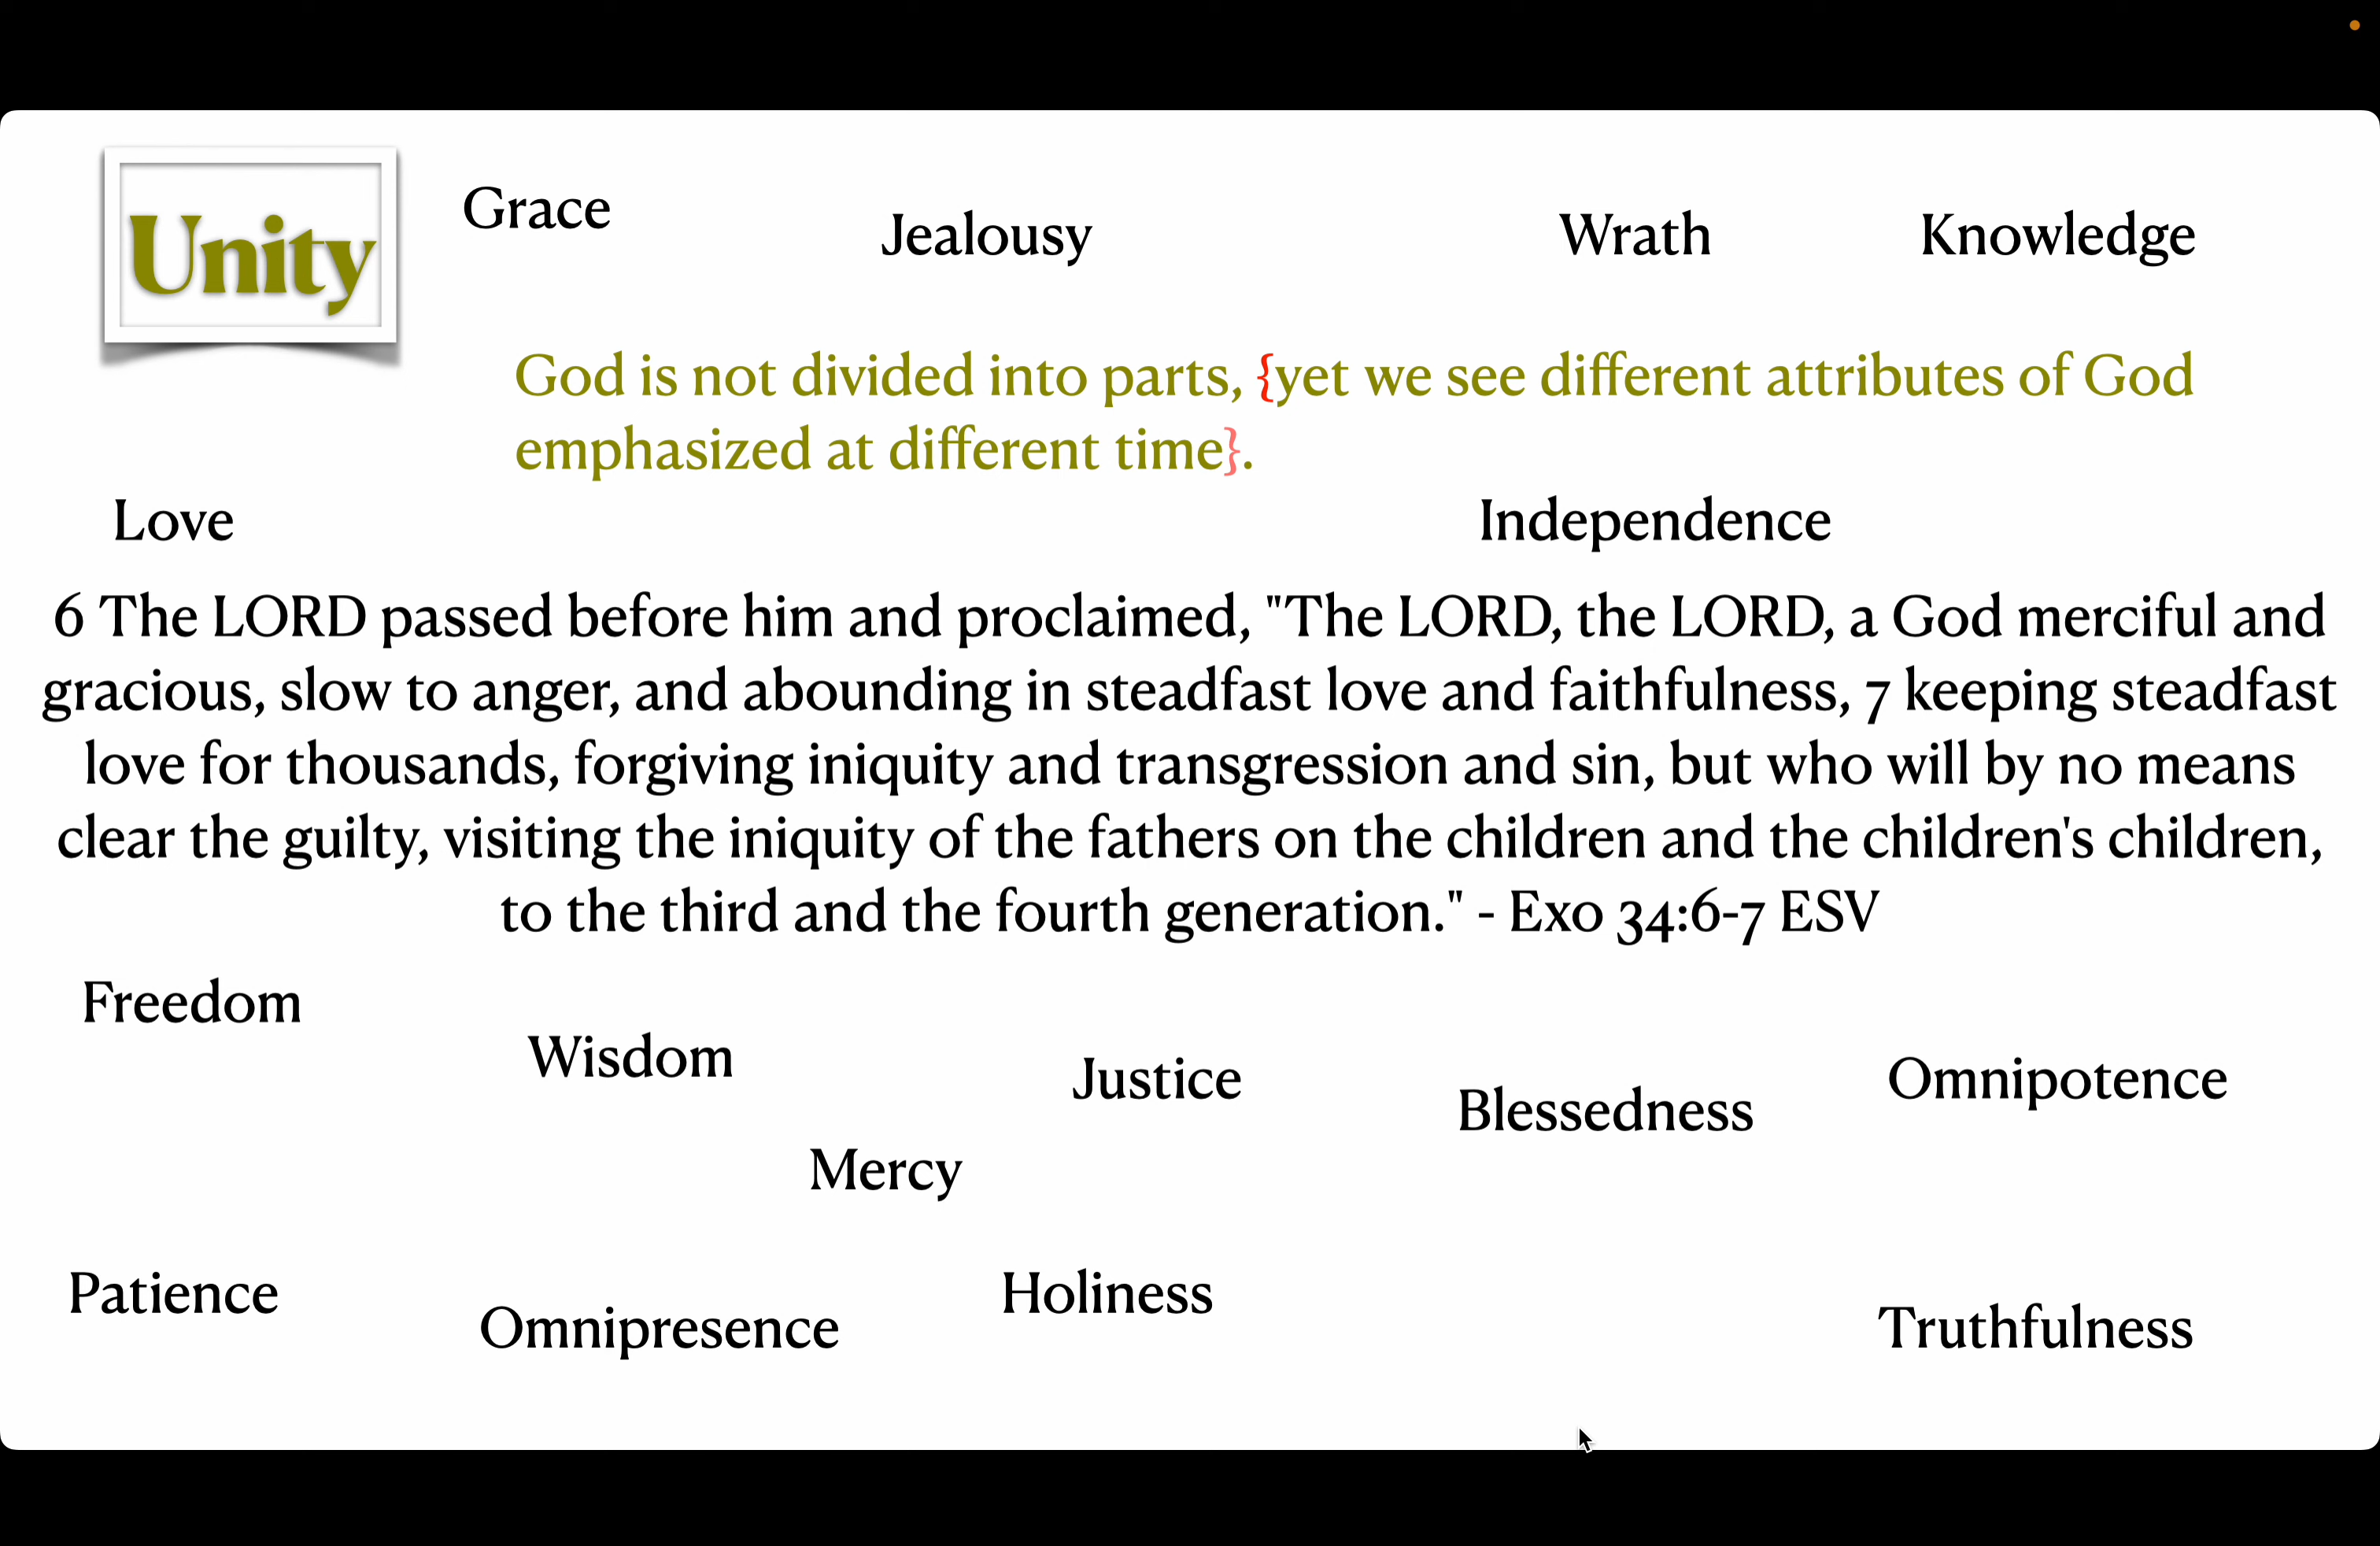 Unity
Grace
Jealousy
Wrath
Knowledge
God is not divided into parts, {yet we see different attributes of God
emphasized at different time}.
Love
Independence
6 The LORD passed before him and proclaimed, "The LORD, the LORD, a God merciful and
gracious, slow to anger, and abounding in steadfast love and faithfulness, 7 keeping steadfast
love for thousands, forgiving iniquity and transgression and sin, but who will by no means
clear the guilty, visiting the iniquity of the fathers on the children and the children's children,
to the third and the fourth generation." - Exo 34:6-7 ESV
Freedom
Wisdom
Justice
Blessedness
Omnipotence
Mercy
Patience
Omnipresence
Holiness
Truthfulness